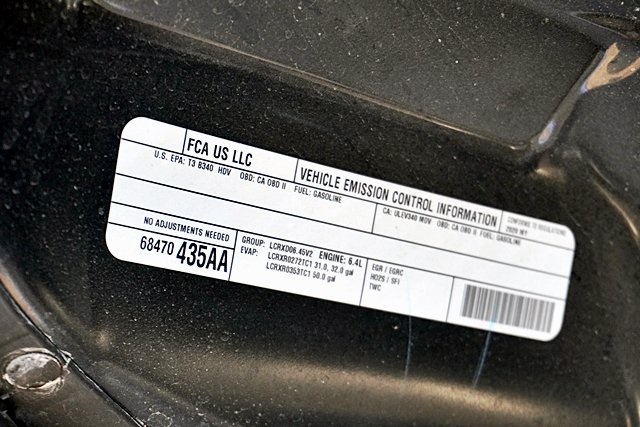 FCA US LLC
VEHICLE EMISSION CONTROL INFORMATION
CONFORMS TO REGULATIONS:
2020 MY
U.S. EPA: T3 B340 HDV OBD: CA OBD II FUEL: GASOLINE
CA: ULEV340 MDV OBD: CA OBD II FUEL: GASOLINE
NO ADJUSTMENTS NEEDED
68470 435AA
GROUP: LCRXD06.45V2 ENGINE: 6.4L
EVAP: LCRXR0272TC1 31.0, 32.0 gal
LCRXR0353TC1 50.0 gal
EGR / EGRC
HO2S / SFI
TWC